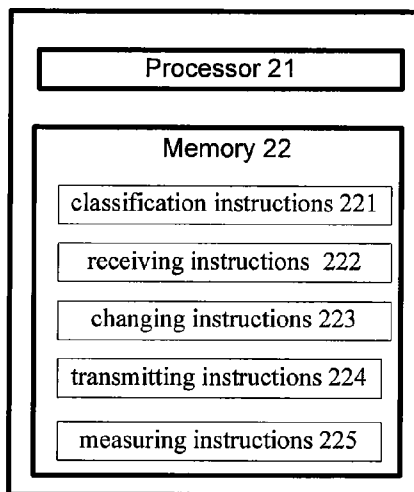 Processor 21
Memory 22
classification instructions 221
receiving instructions 222
changing instructions 223
transmitting instructions 224
measuring instructions 225